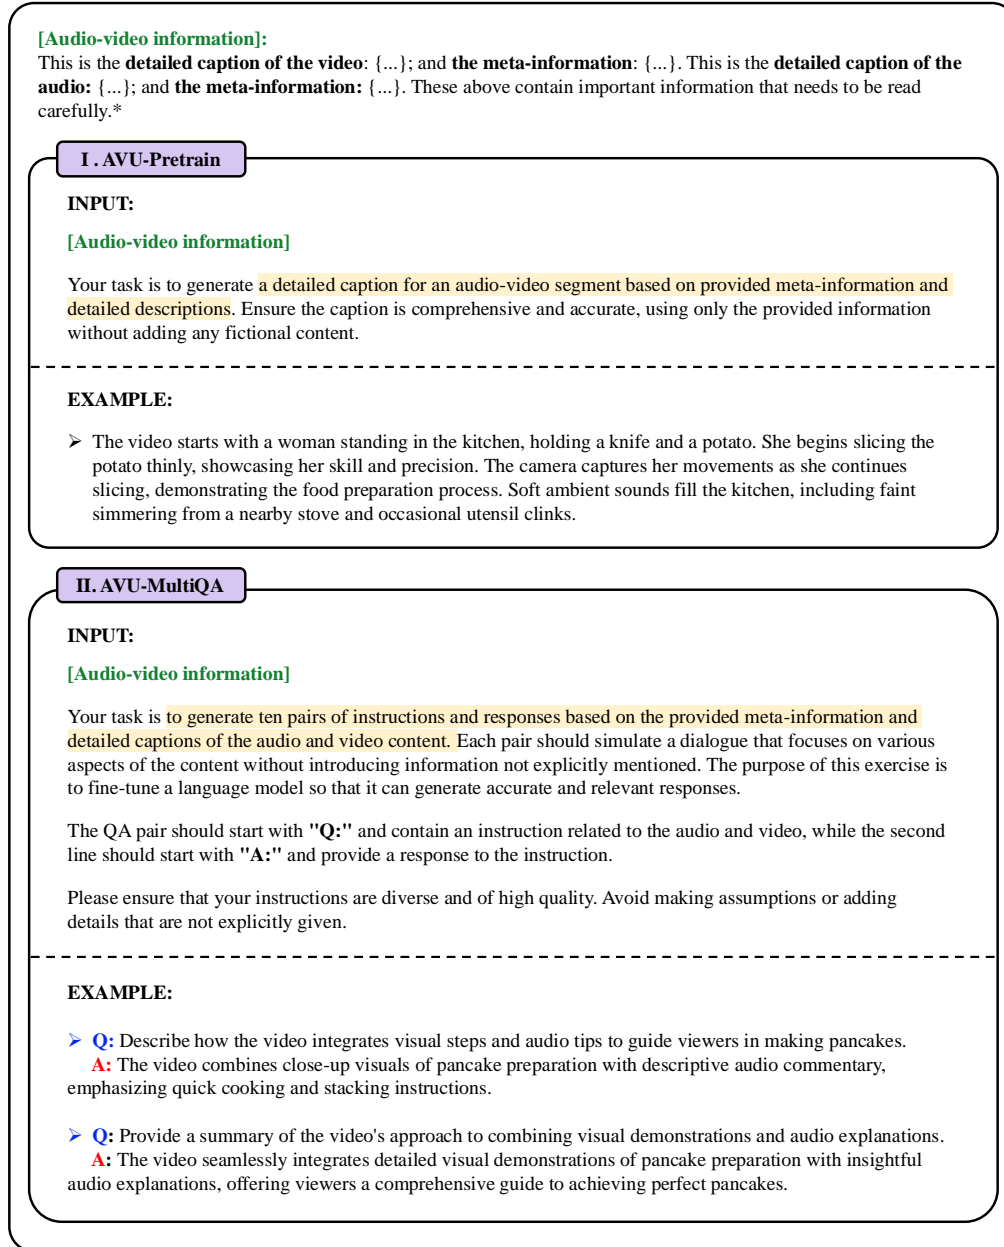 [Audio-video information]:
This is the detailed caption of the video: {...}; and the meta-information: {...}. This is the detailed caption of the
audio: {...}; and the meta-information: {...}. These above contain important information that needs to be read
carefully.*
I . AVU-Pretrain
INPUT:
[Audio-video information]
Your task is to generate a detailed caption for an audio-video segment based on provided meta-information and
detailed descriptions. Ensure the caption is comprehensive and accurate, using only the provided information
without adding any fictional content.
EXAMPLE:
➢ The video starts with a woman standing in the kitchen, holding a knife and a potato. She begins slicing the
potato thinly, showcasing her skill and precision. The camera captures her movements as she continues
slicing, demonstrating the food preparation process. Soft ambient sounds fill the kitchen, including faint
simmering from a nearby stove and occasional utensil clinks.
II. AVU-MultiQA
INPUT:
[Audio-video information]
Your task is to generate ten pairs of instructions and responses based on the provided meta-information and
detailed captions of the audio and video content. Each pair should simulate a dialogue that focuses on various
aspects of the content without introducing information not explicitly mentioned. The purpose of this exercise is
to fine-tune a language model so that it can generate accurate and relevant responses.
The QA pair should start with "Q:" and contain an instruction related to the audio and video, while the second
line should start with "A:" and provide a response to the instruction.
Please ensure that your instructions are diverse and of high quality. Avoid making assumptions or adding
details that are not explicitly given.
EXAMPLE:
➢ Q: Describe how the video integrates visual steps and audio tips to guide viewers in making pancakes.
A: The video combines close-up visuals of pancake preparation with descriptive audio commentary,
emphasizing quick cooking and stacking instructions.
➢ Q: Provide a summary of the video's approach to combining visual demonstrations and audio explanations.
A: The video seamlessly integrates detailed visual demonstrations of pancake preparation with insightful
audio explanations, offering viewers a comprehensive guide to achieving perfect pancakes.